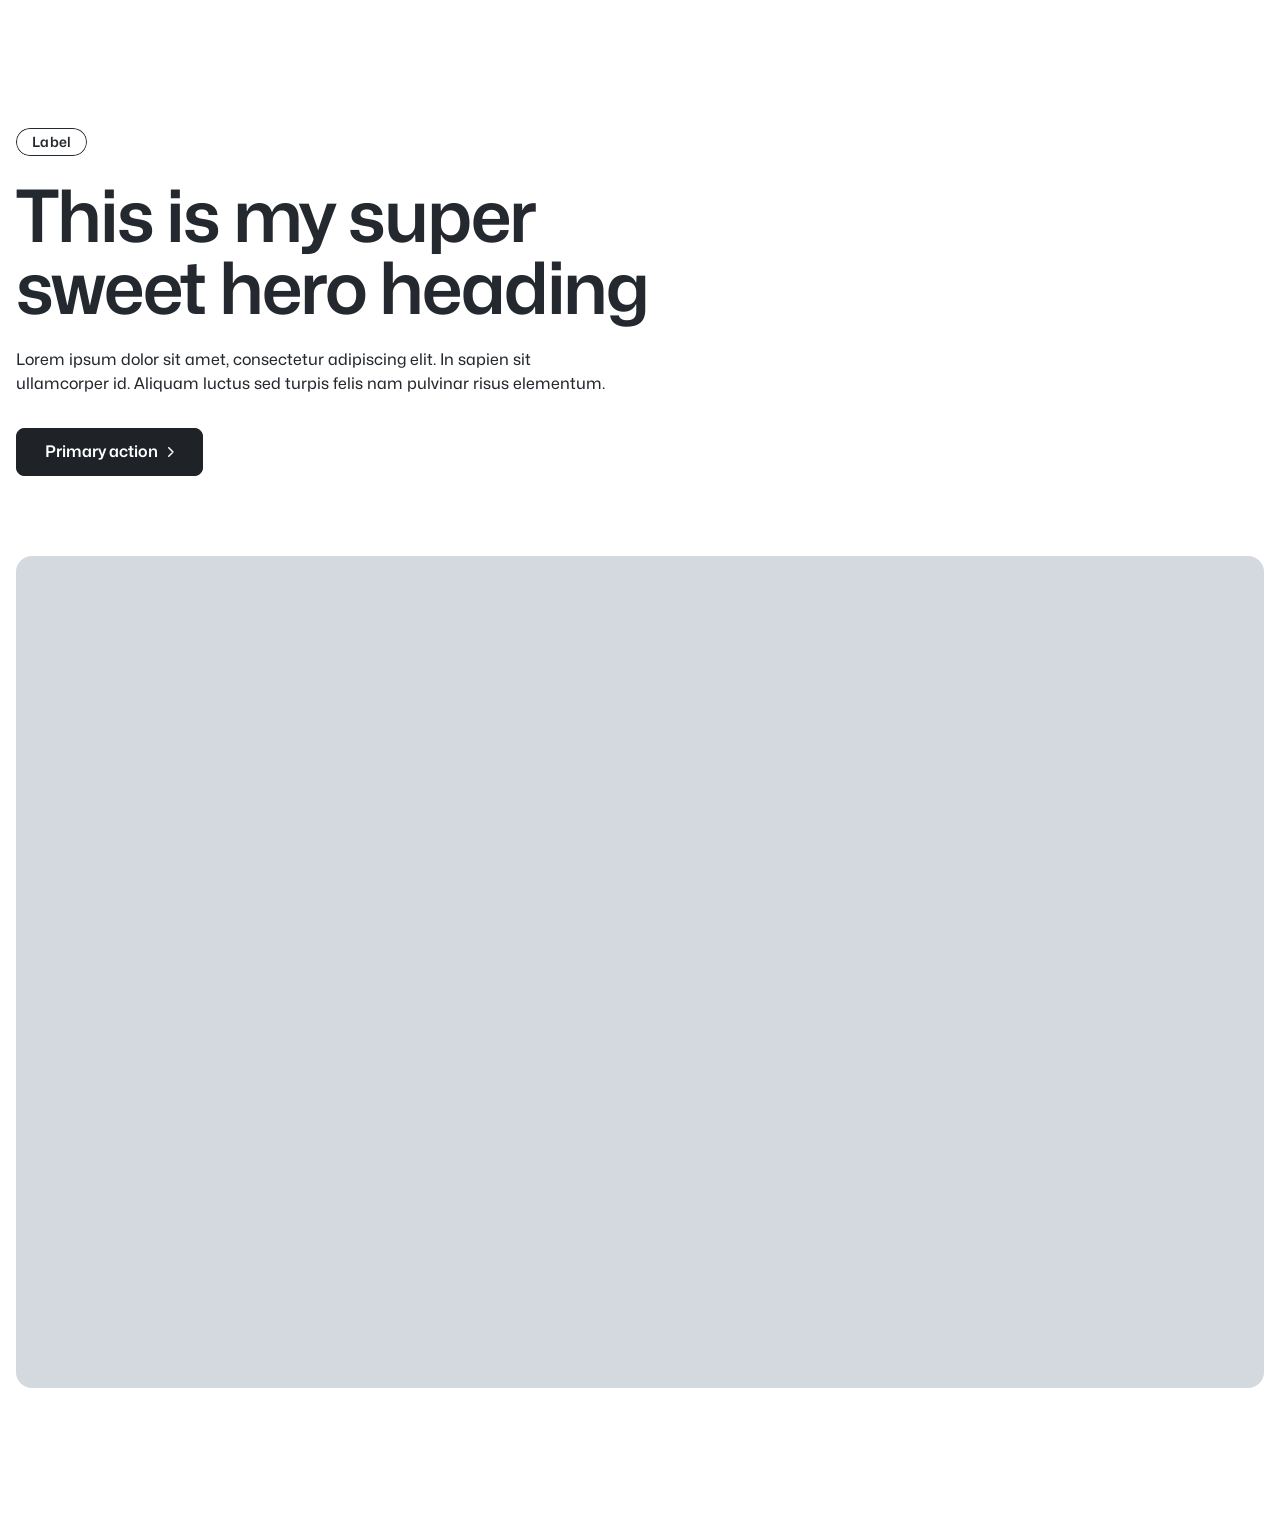 Label
This is my super
sweet hero heading
Lorem ipsum dolor sit amet, consectetur adipiscing elit. In sapien sit
ullamcorper id. Aliquam luctus sed turpis felis nam pulvinar risus elementum.
Primary action